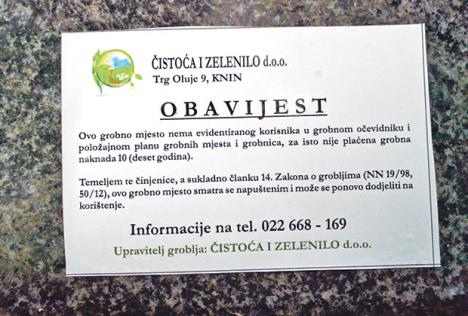 ČISTOĆA I ZELENILO d.o.o.
Trg Oluje 9, KNIN
OBAVIJEST
Ovo grobno mjesto nema evidentiranog korisnika u grobnom očevidniku i
položajnom planu grobnih mjesta i grobnica, za isto nije plaćena grobna
naknada 10 (deset godina).
Temeljem te činjenice, a sukladno članku 14. Zakona o grobljima (NN 19/98,
50/12), ovo grobno mjesto smatra se napuštenim i može se ponovo dodjeliti na
korištenje.
Informacije na tel. 022 668 - 169
Upravitelj groblja: ČISTOĆA I ZELENILO d.o.o.